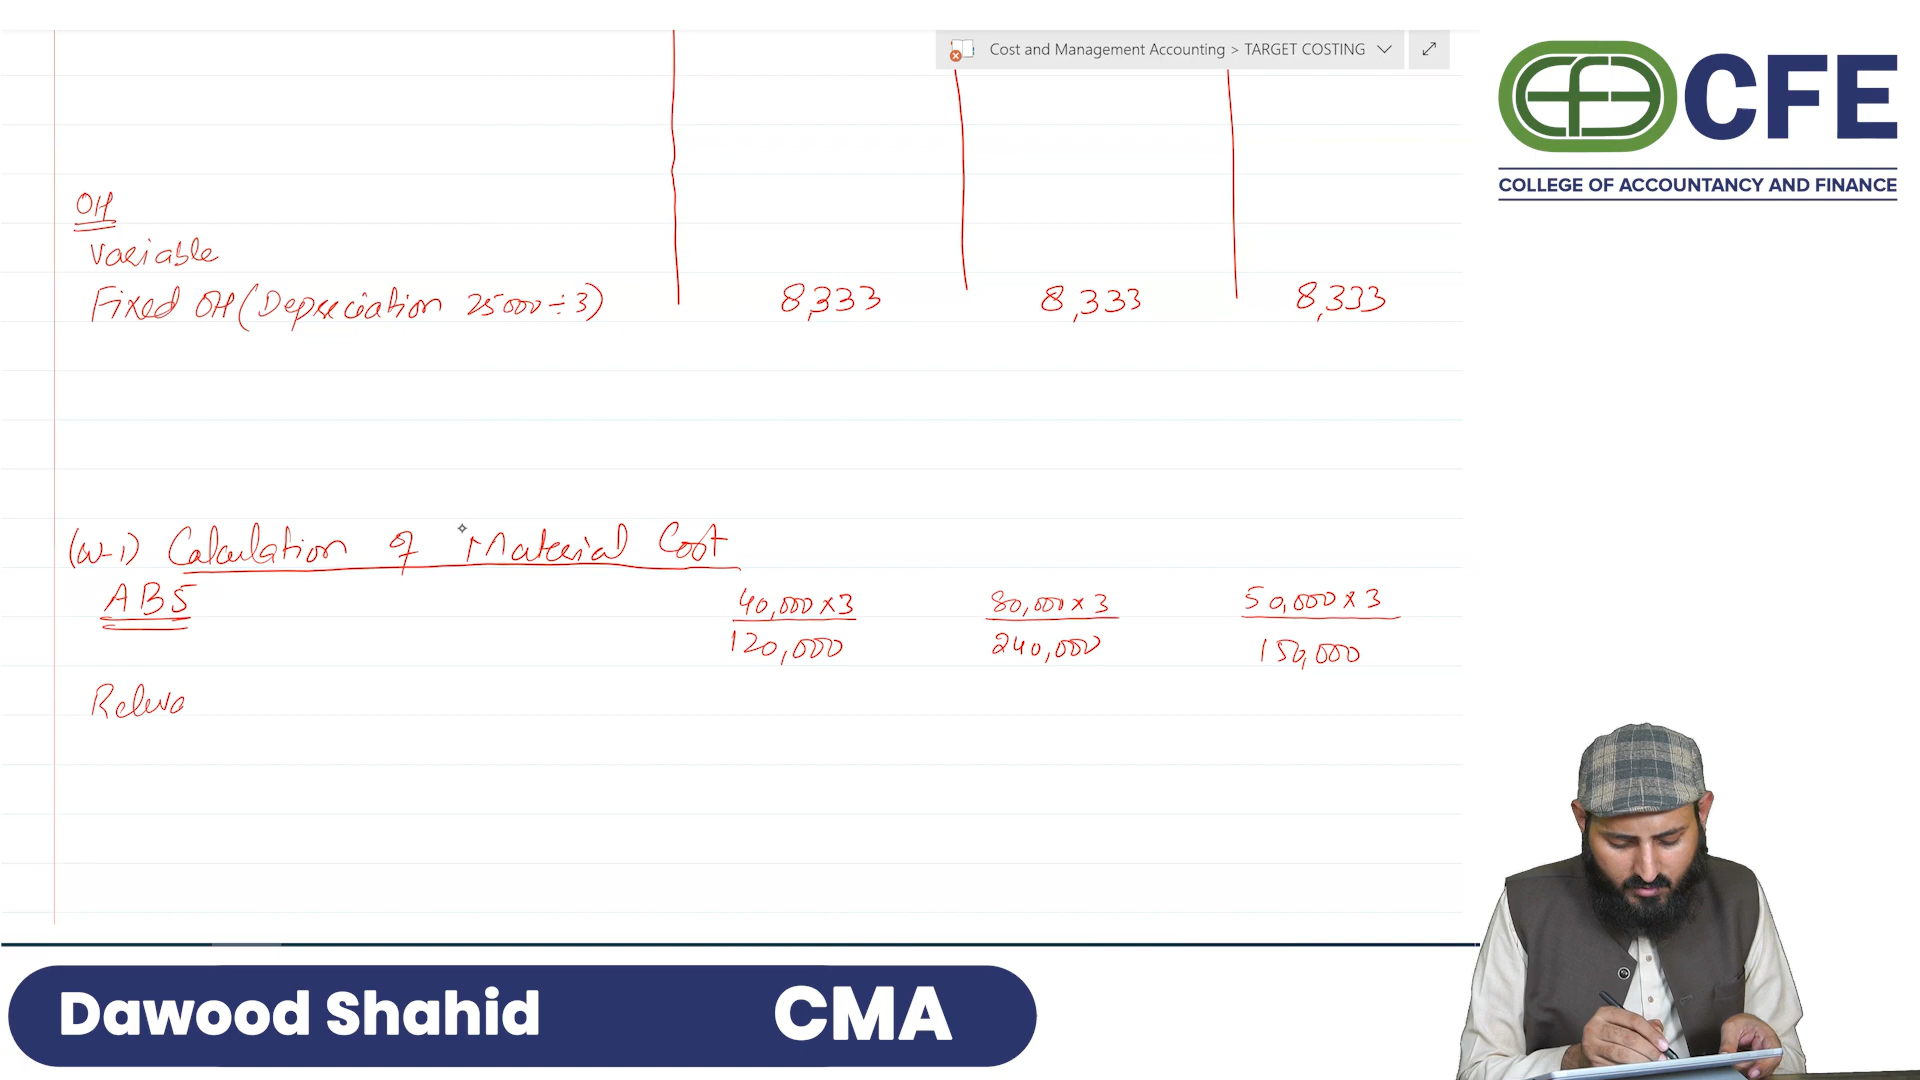 Cost and Management Accounting > TARGET COSTING
CFE
COLLEGE OF ACCOUNTANCY AND FINANCE
OH
Variable
Fixed OH (Depreciation 25000 ÷ 3) 8,333 8,333 8,333
(W-1) Calculation of Material Cost
ABS 40,000 × 3 80,000 × 3 50,000 × 3
120,000 240,000 150,000
Releva
Dawood Shahid CMA